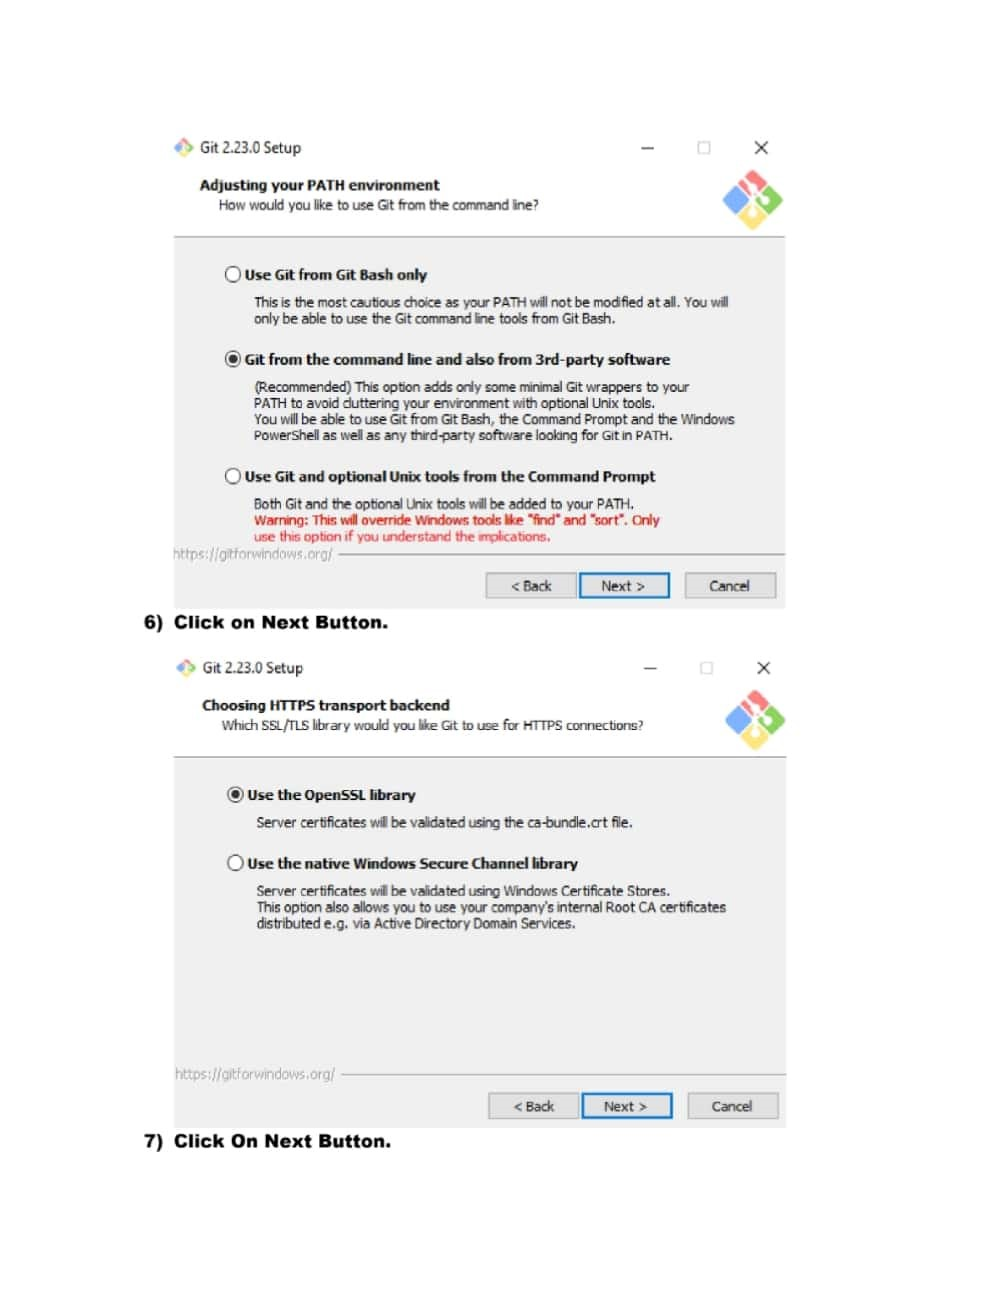 Git 2.23.0 Setup
Adjusting your PATH environment
How would you like to use Git from the command line?
Use Git from Git Bash only
This is the most cautious choice as your PATH will not be modified at all. You will
only be able to use the Git command line tools from Git Bash.
Git from the command line and also from 3rd-party software
(Recommended) This option adds only some minimal Git wrappers to your
PATH to avoid cluttering your environment with optional Unix tools.
You will be able to use Git from Git Bash, the Command Prompt and the Windows
PowerShell as well as any third-party software looking for Git in PATH.
Use Git and optional Unix tools from the Command Prompt
Both Git and the optional Unix tools will be added to your PATH.
Warning: This will override Windows tools like "find" and "sort". Only
use this option if you understand the implications.
https://gitforwindows.org/
< Back Next > Cancel
6) Click on Next Button.
Git 2.23.0 Setup
Choosing HTTPS transport backend
Which SSL/TLS library would you like Git to use for HTTPS connections?
Use the OpenSSL library
Server certificates will be validated using the ca-bundle.crt file.
Use the native Windows Secure Channel library
Server certificates will be validated using Windows Certificate Stores.
This option also allows you to use your company's internal Root CA certificates
distributed e.g. via Active Directory Domain Services.
https://gitforwindows.org/
< Back Next > Cancel
7) Click On Next Button.